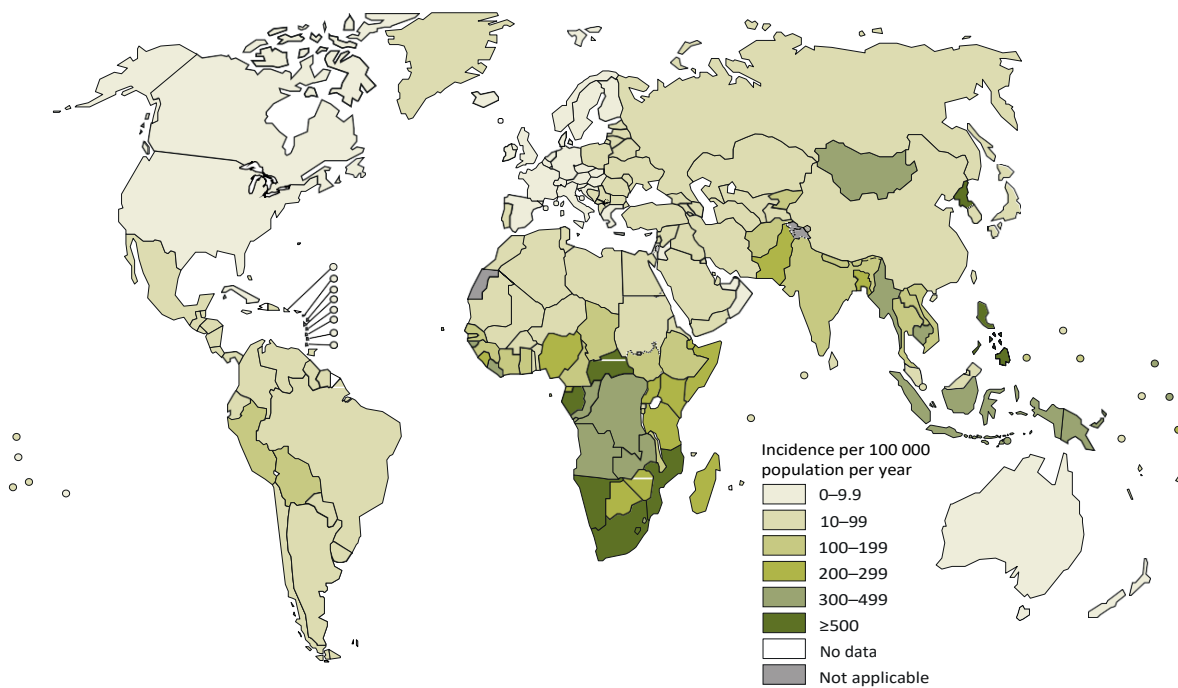 Incidence per 100 000
population per year
0–9.9
10–99
100–199
200–299
300–499
≥500
No data
Not applicable